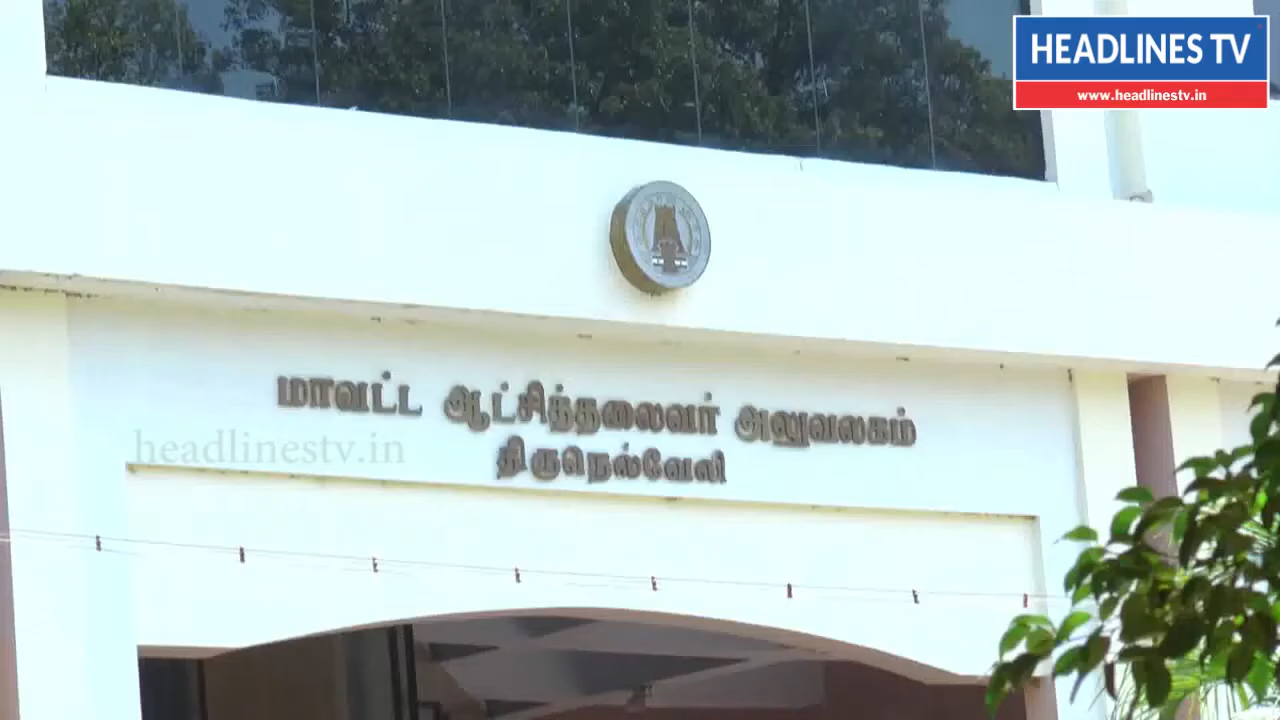 HEADLINES TV
www.headlinestv.in
மாவட்ட ஆட்சித்தலைவர் அலுவலகம்
திருநெல்வேலி
headlinestv.in